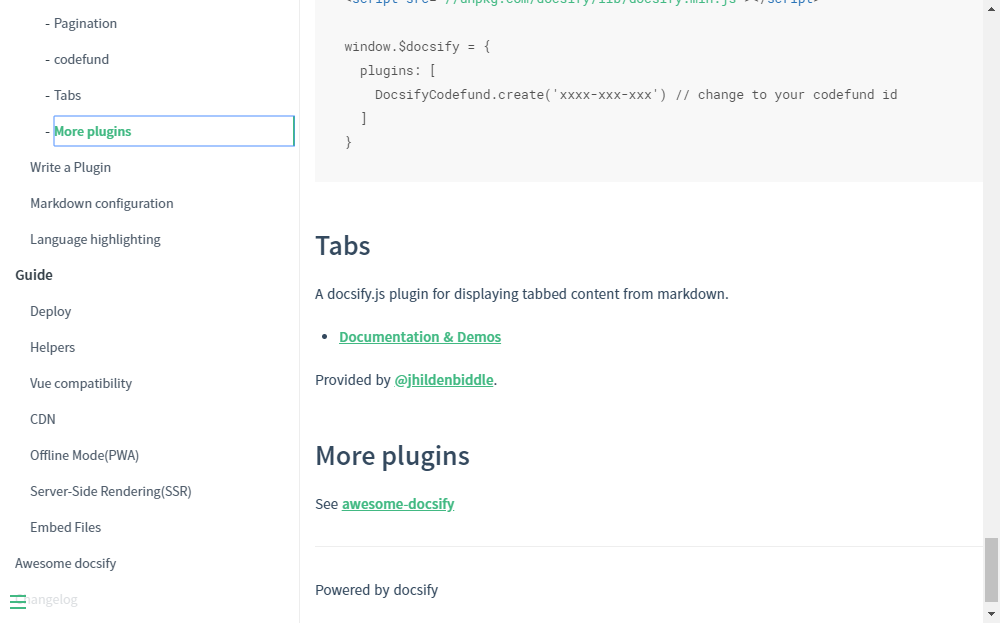 - Pagination
- codefund
- Tabs
- More plugins
Write a Plugin
Markdown configuration
Language highlighting
Guide
Deploy
Helpers
Vue compatibility
CDN
Offline Mode(PWA)
Server-Side Rendering(SSR)
Embed Files
Awesome docsify
Changelog
<script src="//unpkg.com/docsify/lib/docsify.min.js"></script>
window.$docsify = {
plugins: [
DocsifyCodefund.create('xxxx-xxx-xxx') // change to your codefund id
]
}
Tabs
A docsify.js plugin for displaying tabbed content from markdown.
• Documentation & Demos
Provided by @jhildenbiddle.
More plugins
See awesome-docsify
Powered by docsify